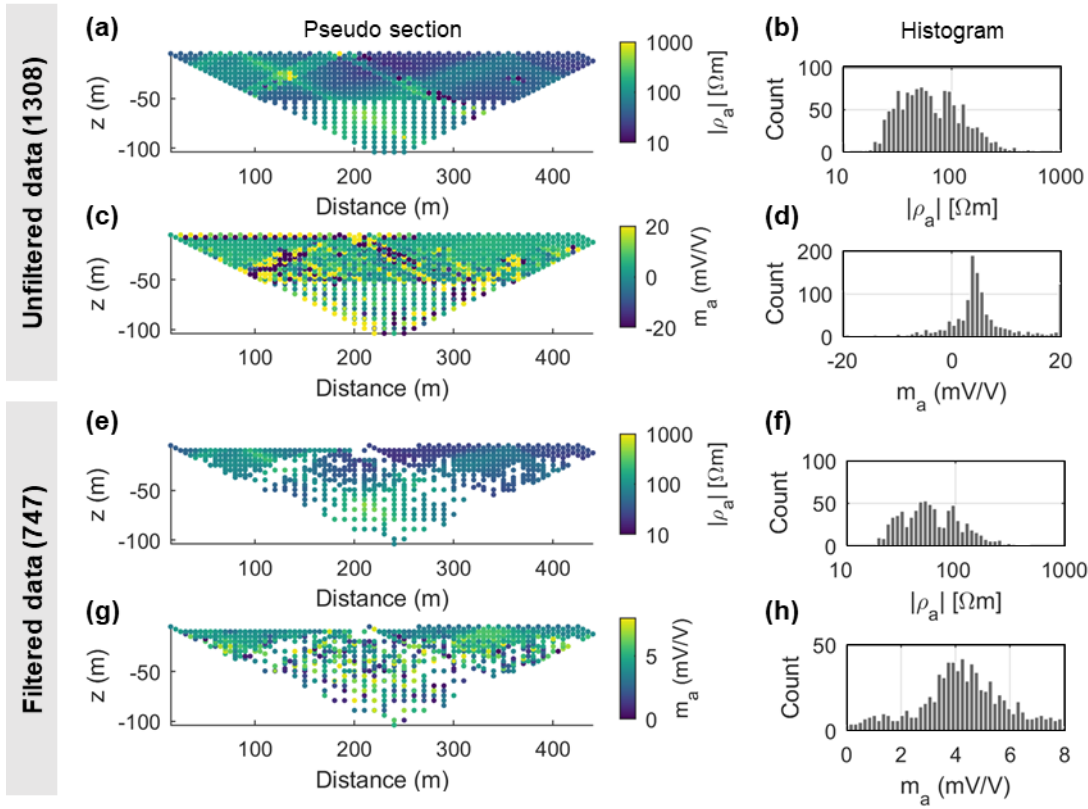 Unfiltered data (1308)
Filtered data (747)
(a)
Pseudo section
z (m)
-50
-100
100
200
300
400
Distance (m)
1000
100
10
|ρa| [Ωm]
(b)
Histogram
Count
100
50
0
10
100
1000
|ρa| [Ωm]
(c)
z (m)
-50
-100
100
200
300
400
Distance (m)
20
0
-20
ma (mV/V)
(d)
Count
200
100
0
-20
0
20
ma (mV/V)
(e)
z (m)
-50
-100
100
200
300
400
Distance (m)
1000
100
10
|ρa| [Ωm]
(f)
Count
100
50
0
10
100
1000
|ρa| [Ωm]
(g)
z (m)
-50
-100
100
200
300
400
Distance (m)
5
0
ma (mV/V)
(h)
Count
50
0
0
2
4
6
8
ma (mV/V)